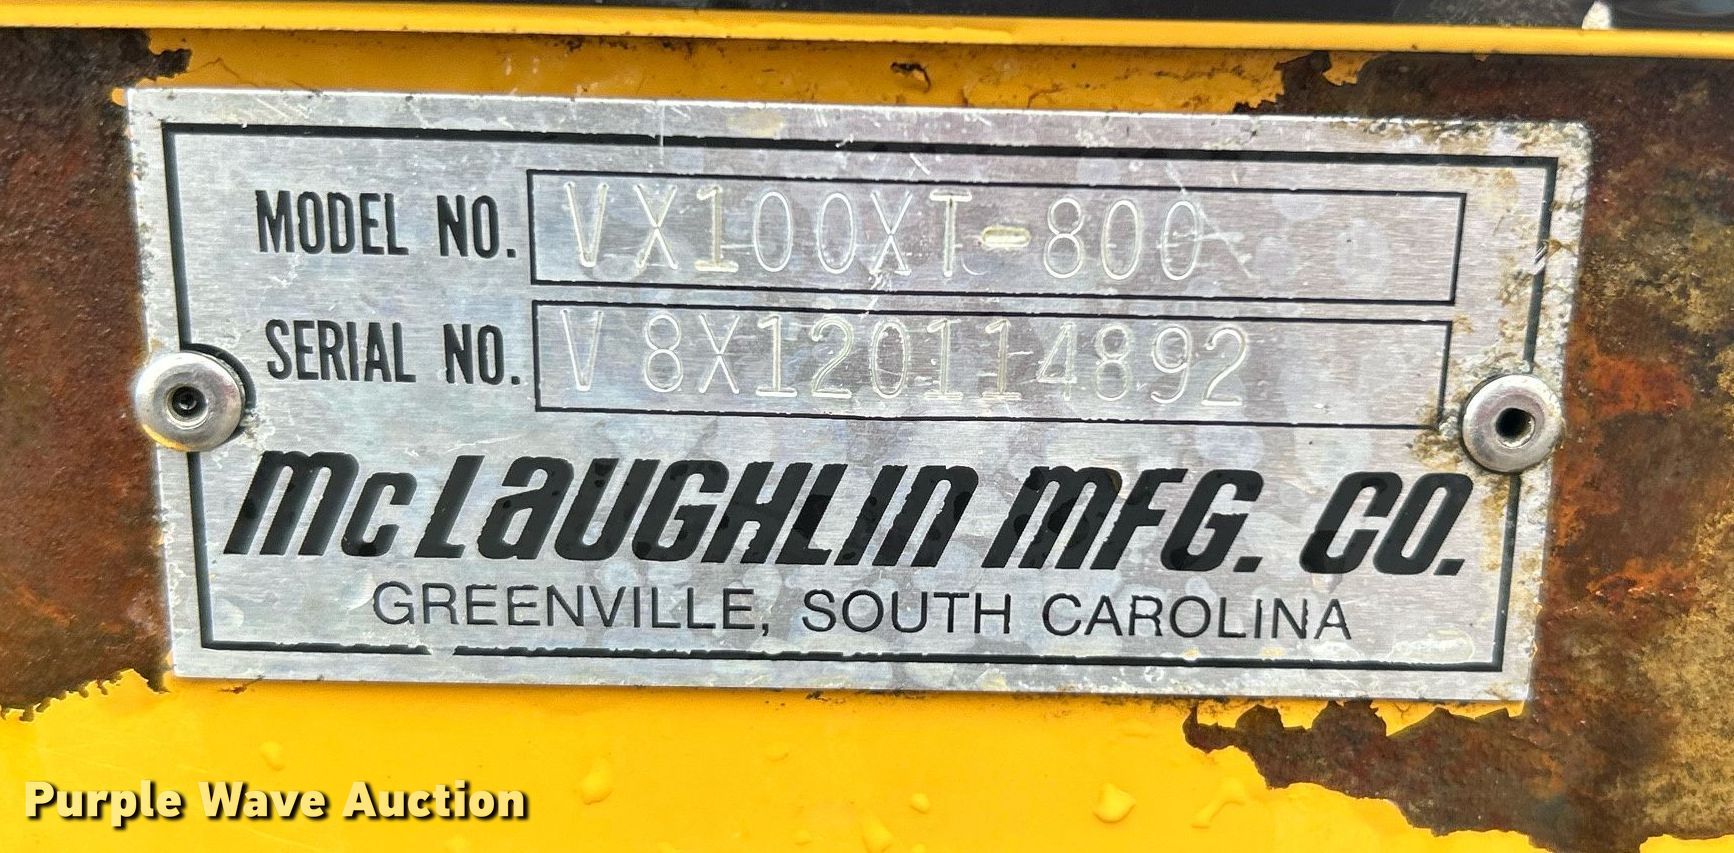 MODEL NO. VX100XT-800
SERIAL NO. V8X120114892
McLAUGHLIN MFG. CO.
GREENVILLE, SOUTH CAROLINA
Purple Wave Auction